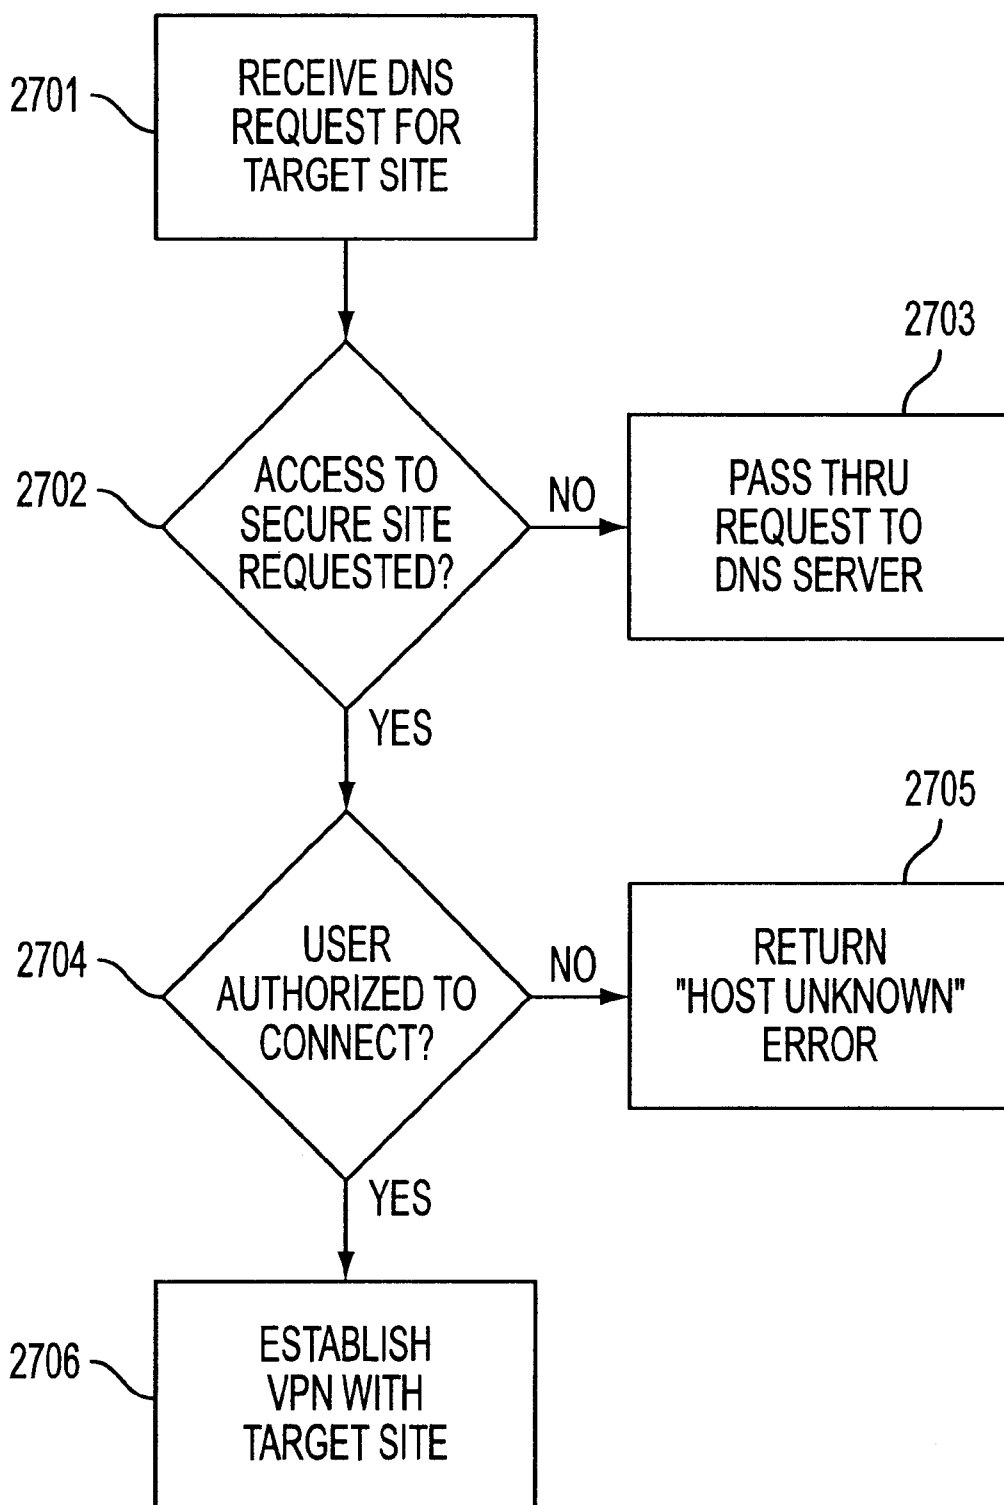 2701
RECEIVE DNS
REQUEST FOR
TARGET SITE
2702
ACCESS TO
SECURE SITE
REQUESTED?
NO
2703
PASS THRU
REQUEST TO
DNS SERVER
YES
2704
USER
AUTHORIZED TO
CONNECT?
NO
2705
RETURN
"HOST UNKNOWN"
ERROR
YES
2706
ESTABLISH
VPN WITH
TARGET SITE